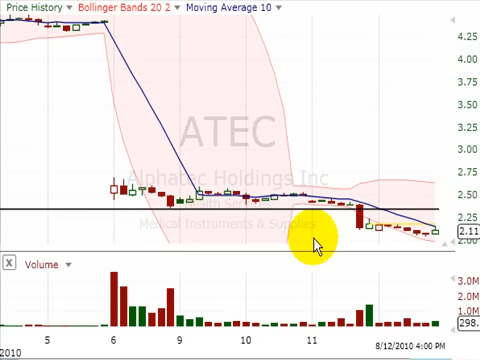 Price History Bollinger Bands 20 2 Moving Average 10
4.25
4.00
3.75
3.50
3.25
3.00
2.75
2.50
2.25
2.11
2.00
ATEC
Alphatec Holdings Inc
Medical Instruments & Supplies
X Volume
3.0M
2.0M
1.0M
298.
5 6 9 10 11 8/12/2010 4:00 PM
2010